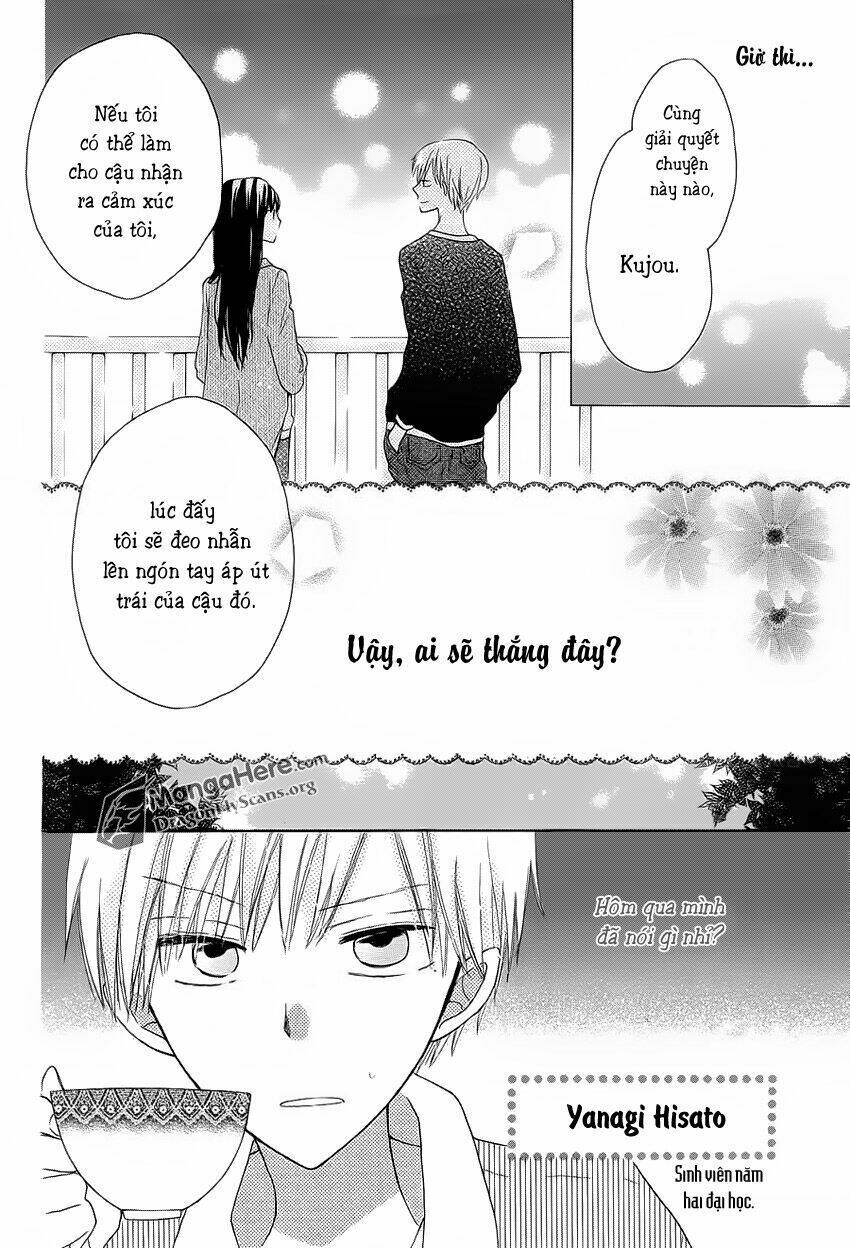 Giờ thì...
Cùng
giải quyết
chuyện
này nào,
Kujou.
Nếu tôi
có thể làm
cho cậu nhận
ra cảm xúc
của tôi,
lúc đấy
tôi sẽ đeo nhẫn
lên ngón tay áp út
trái của cậu đó.
Vậy, ai sẽ thắng đây?
MangaHere.com
DragonflyScans.org
Hôm qua mình
đã nói gì nhỉ?
Yanagi Hisato
Sinh viên năm
hai đại học.